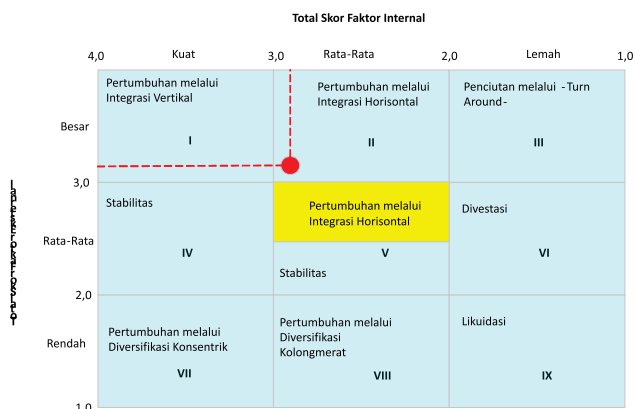 Total Skor Faktor Internal
4,0 Kuat 3,0 Rata-Rata 2,0 Lemah 1,0
Besar
Pertumbuhan melalui
Integrasi Vertikal
I
Pertumbuhan melalui
Integrasi Horisontal
II
Penciutan melalui -Turn
Around-
III
3,0
Rata-Rata
Stabilitas
IV
Pertumbuhan melalui
Integrasi Horisontal
V
Stabilitas
Divestasi
VI
2,0
Rendah
Pertumbuhan melalui
Diversifikasi Konsentrik
VII
Pertumbuhan melalui
Diversifikasi
Kolongmerat
VIII
Likuidasi
IX
1,0